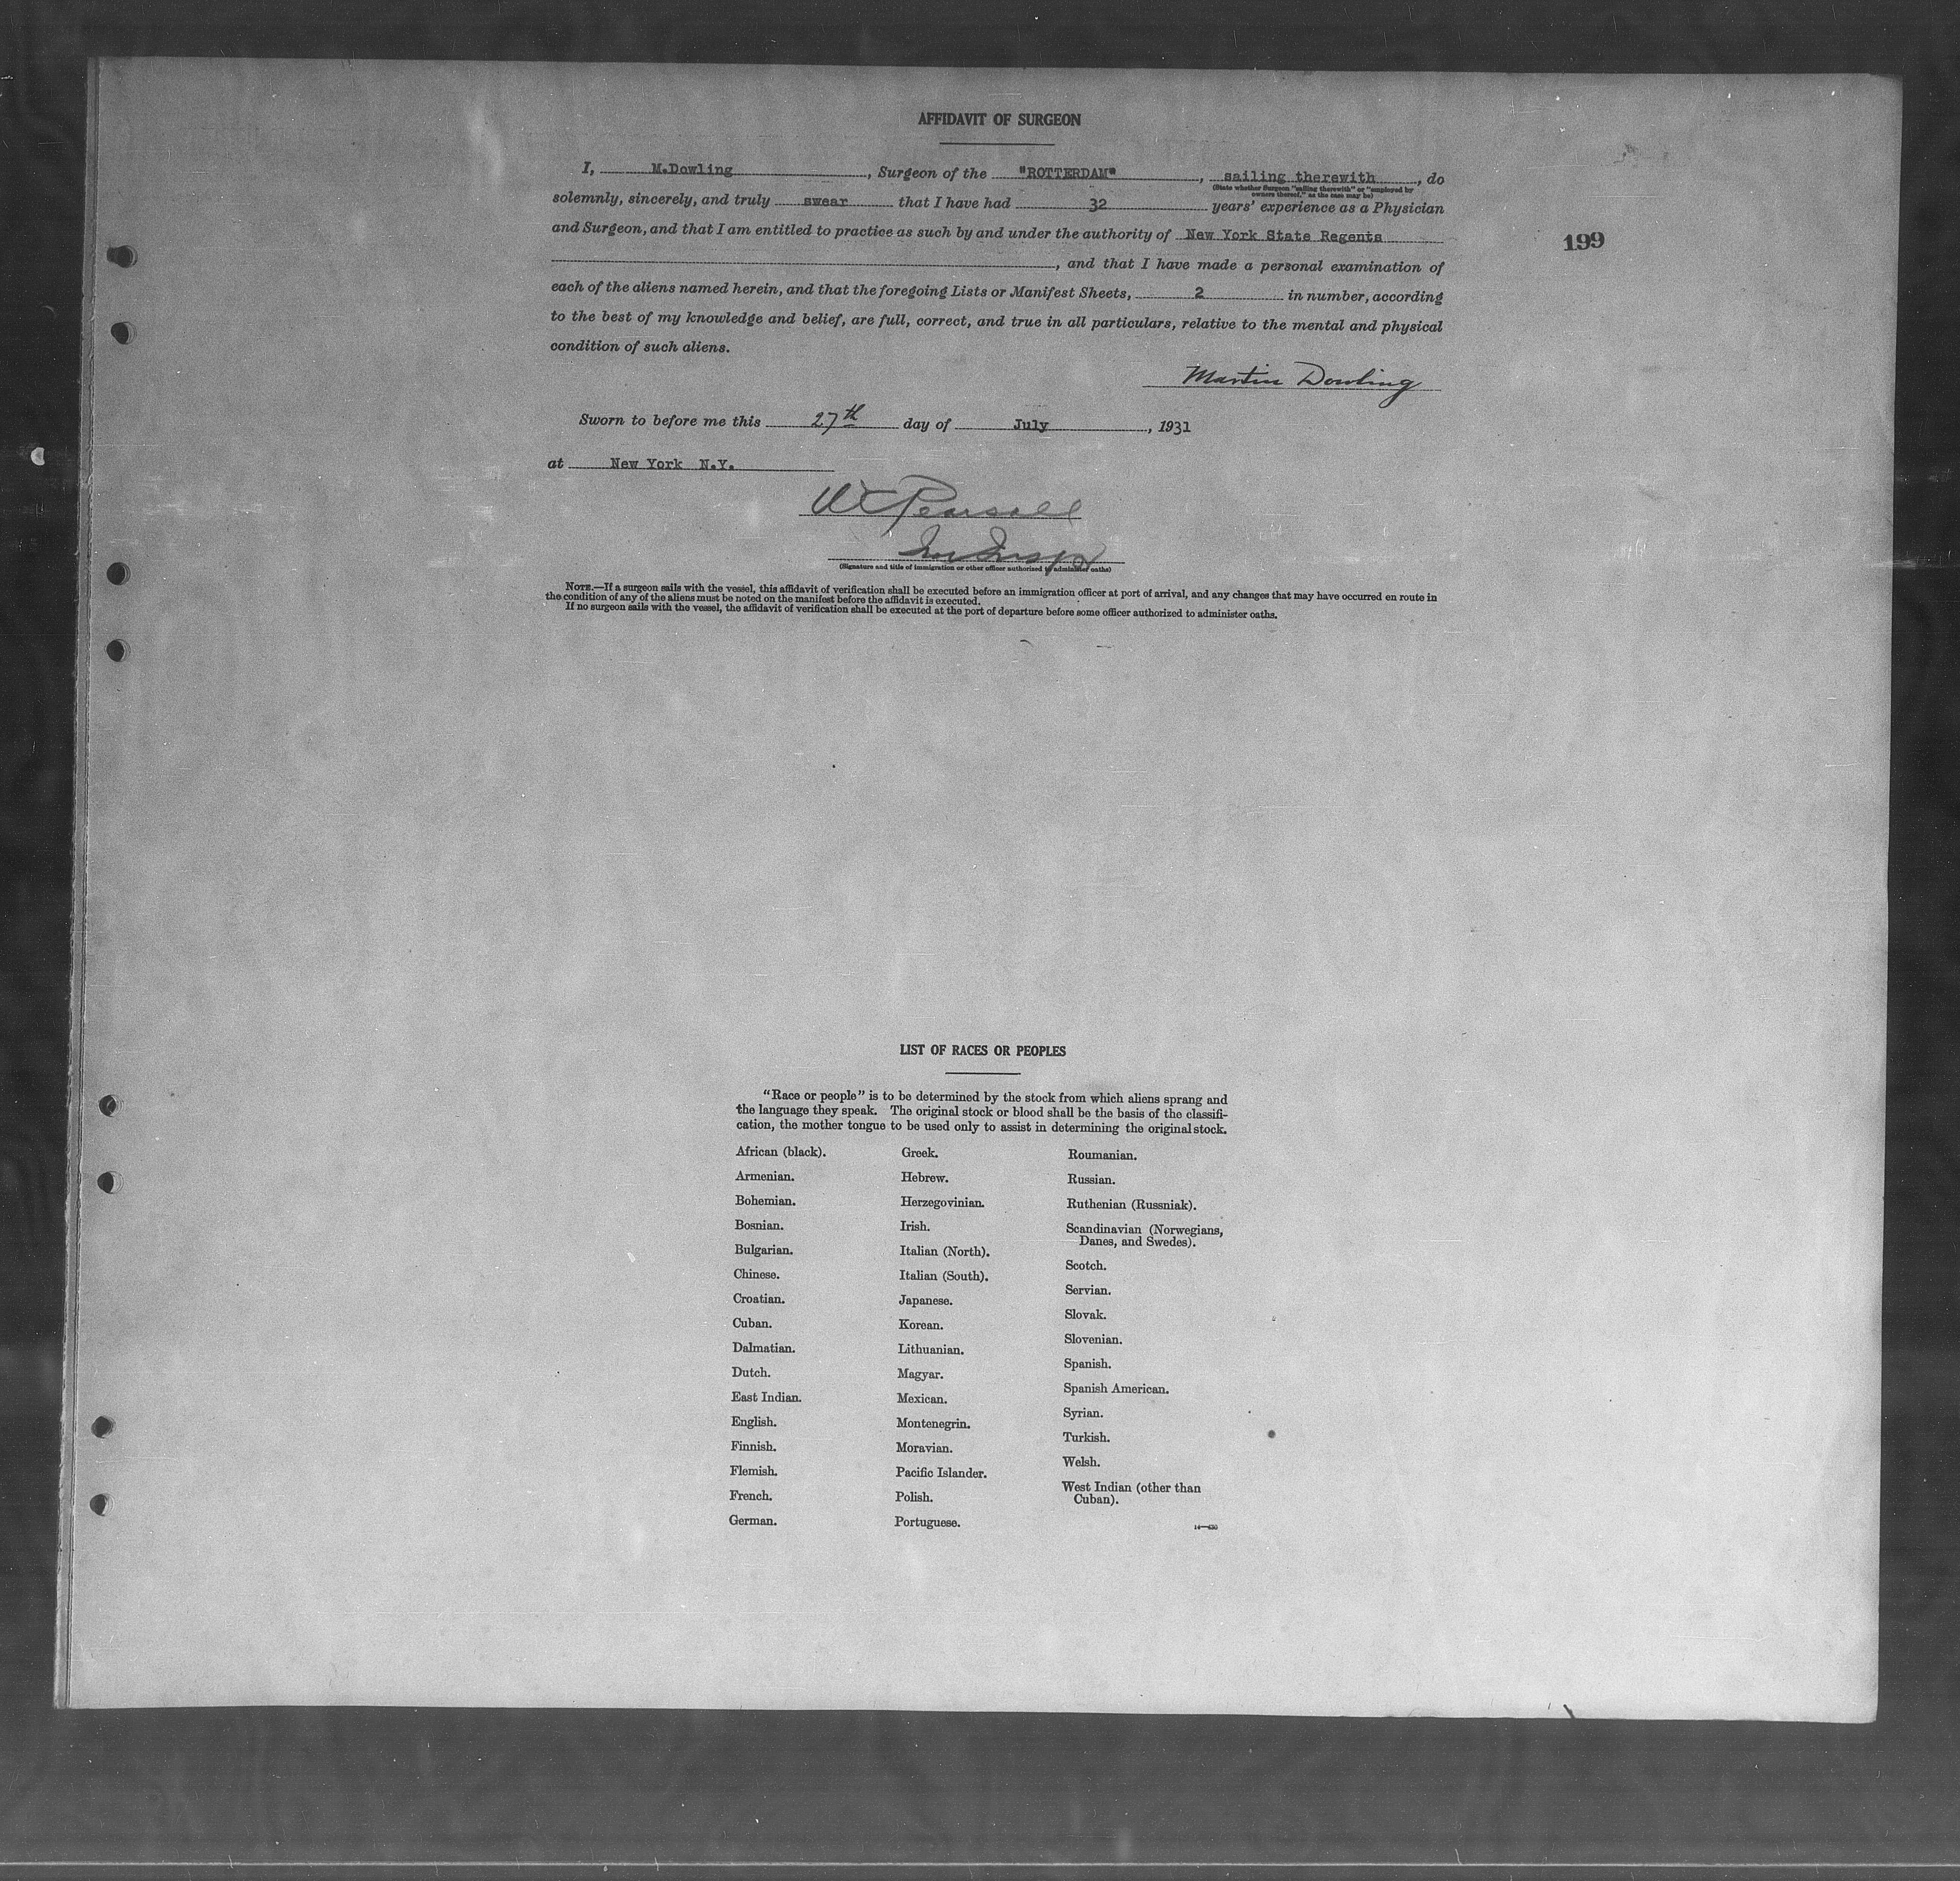 AFFIDAVIT OF SURGEON
I, M.Dowling, Surgeon of the "ROTTERDAM", sailing therewith, do
(State whether Surgeon "sailing therewith" or "employed by
owners thereof," as the case may be)
solemnly, sincerely, and truly swear that I have had 32 years' experience as a Physician
and Surgeon, and that I am entitled to practice as such by and under the authority of New York State Regents
199
, and that I have made a personal examination of
each of the aliens named herein, and that the foregoing Lists or Manifest Sheets, 2 in number, according
to the best of my knowledge and belief, are full, correct, and true in all particulars, relative to the mental and physical
condition of such aliens.
Martin Dowling
Sworn to before me this 27th day of July, 1931
at New York N.Y.
Pearsall
(Signature and title of immigration or other officer authorized to administer oaths)
NOTE.—If a surgeon sails with the vessel, this affidavit of verification shall be executed before an immigration officer at port of arrival, and any changes that may have occurred en route in
the condition of any of the aliens must be noted on the manifest before the affidavit is executed.
If no surgeon sails with the vessel, the affidavit of verification shall be executed at the port of departure before some officer authorized to administer oaths.
LIST OF RACES OR PEOPLES
"Race or people" is to be determined by the stock from which aliens sprang and
the language they speak. The original stock or blood shall be the basis of the classifi-
cation, the mother tongue to be used only to assist in determining the original stock.
African (black).
Armenian.
Bohemian.
Bosnian.
Bulgarian.
Chinese.
Croatian.
Cuban.
Dalmatian.
Dutch.
East Indian.
English.
Finnish.
Flemish.
French.
German.
Greek.
Hebrew.
Herzegovinian.
Irish.
Italian (North).
Italian (South).
Japanese.
Korean.
Lithuanian.
Magyar.
Mexican.
Montenegrin.
Moravian.
Pacific Islander.
Polish.
Portuguese.
Roumanian.
Russian.
Ruthenian (Russniak).
Scandinavian (Norwegians,
Danes, and Swedes).
Scotch.
Servian.
Slovak.
Slovenian.
Spanish.
Spanish American.
Syrian.
Turkish.
Welsh.
West Indian (other than
Cuban).